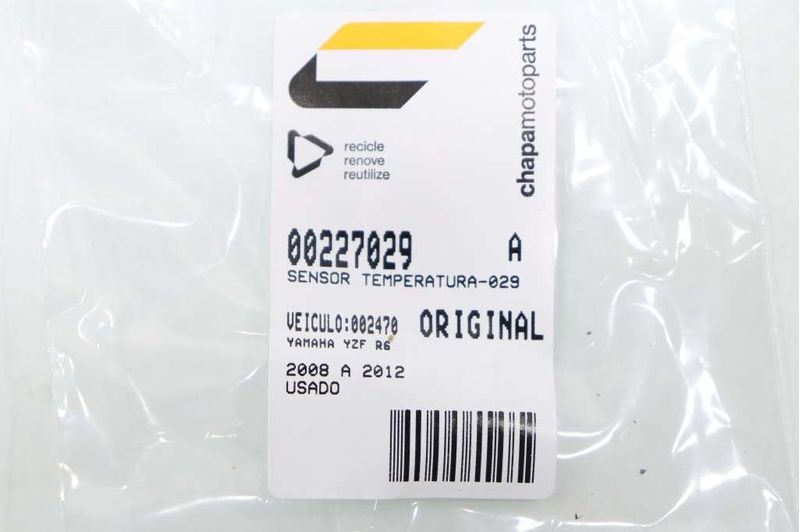 chapamotoparts
recicle
renove
reutilize
00227029 A
SENSOR TEMPERATURA-029
VEICULO:002470 ORIGINAL
YAMAHA YZF R6
2008 A 2012
USADO